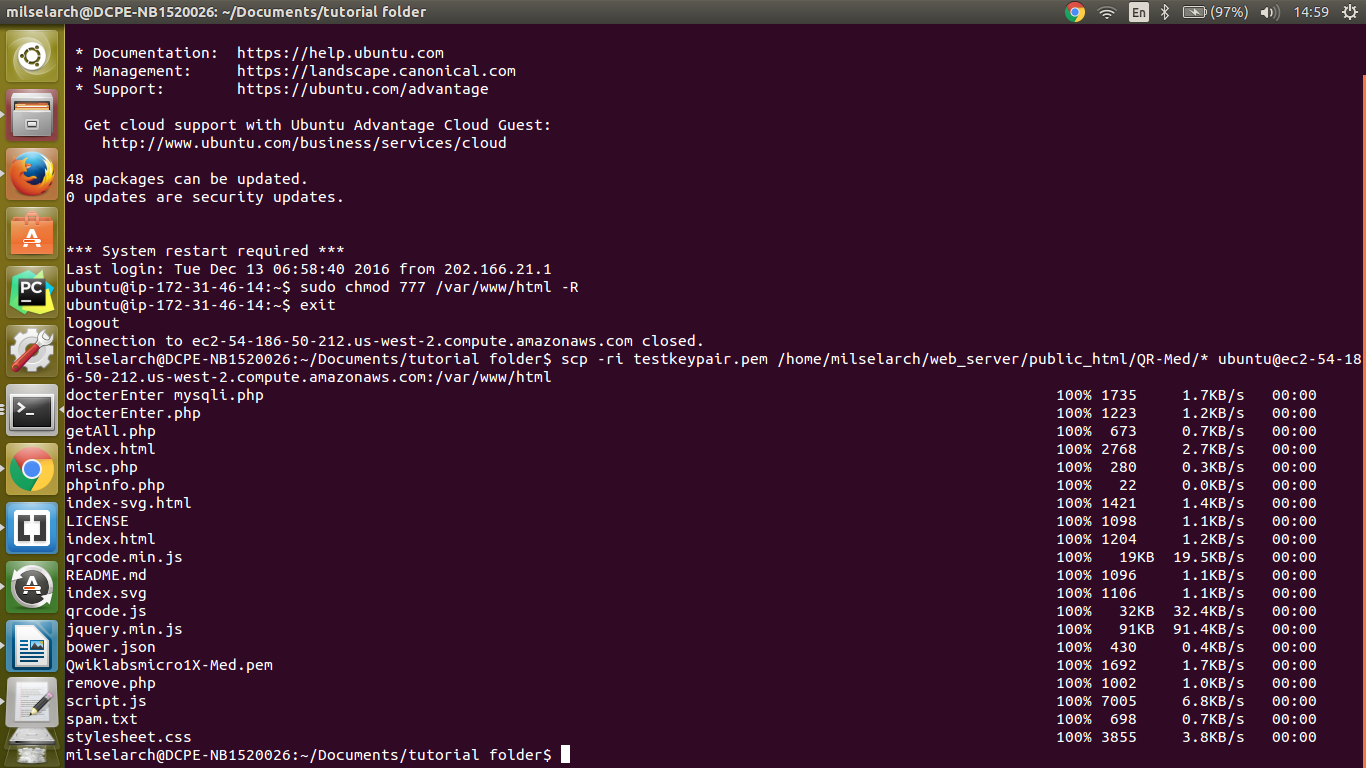 milselarch@DCPE-NB1520026: ~/Documents/tutorial folder
En
(97%)
14:59
 * Documentation:  https://help.ubuntu.com
 * Management:     https://landscape.canonical.com
 * Support:        https://ubuntu.com/advantage
  Get cloud support with Ubuntu Advantage Cloud Guest:
    http://www.ubuntu.com/business/services/cloud
48 packages can be updated.
0 updates are security updates.
*** System restart required ***
Last login: Tue Dec 13 06:58:40 2016 from 202.166.21.1
ubuntu@ip-172-31-46-14:~$ sudo chmod 777 /var/www/html -R
ubuntu@ip-172-31-46-14:~$ exit
logout
Connection to ec2-54-186-50-212.us-west-2.compute.amazonaws.com closed.
milselarch@DCPE-NB1520026:~/Documents/tutorial folder$ scp -ri testkeypair.pem /home/milselarch/web_server/public_html/QR-Med/* ubuntu@ec2-54-18
6-50-212.us-west-2.compute.amazonaws.com:/var/www/html
docterEnter mysqli.php 100% 1735 1.7KB/s 00:00
docterEnter.php 100% 1223 1.2KB/s 00:00
getAll.php 100% 673 0.7KB/s 00:00
index.html 100% 2768 2.7KB/s 00:00
misc.php 100% 280 0.3KB/s 00:00
phpinfo.php 100% 22 0.0KB/s 00:00
index-svg.html 100% 1421 1.4KB/s 00:00
LICENSE 100% 1098 1.1KB/s 00:00
index.html 100% 1204 1.2KB/s 00:00
qrcode.min.js 100% 19KB 19.5KB/s 00:00
README.md 100% 1096 1.1KB/s 00:00
index.svg 100% 1106 1.1KB/s 00:00
qrcode.js 100% 32KB 32.4KB/s 00:00
jquery.min.js 100% 91KB 91.4KB/s 00:00
bower.json 100% 430 0.4KB/s 00:00
Qwiklabsmicro1X-Med.pem 100% 1692 1.7KB/s 00:00
remove.php 100% 1002 1.0KB/s 00:00
script.js 100% 7005 6.8KB/s 00:00
spam.txt 100% 698 0.7KB/s 00:00
stylesheet.css 100% 3855 3.8KB/s 00:00
milselarch@DCPE-NB1520026:~/Documents/tutorial folder$
PC